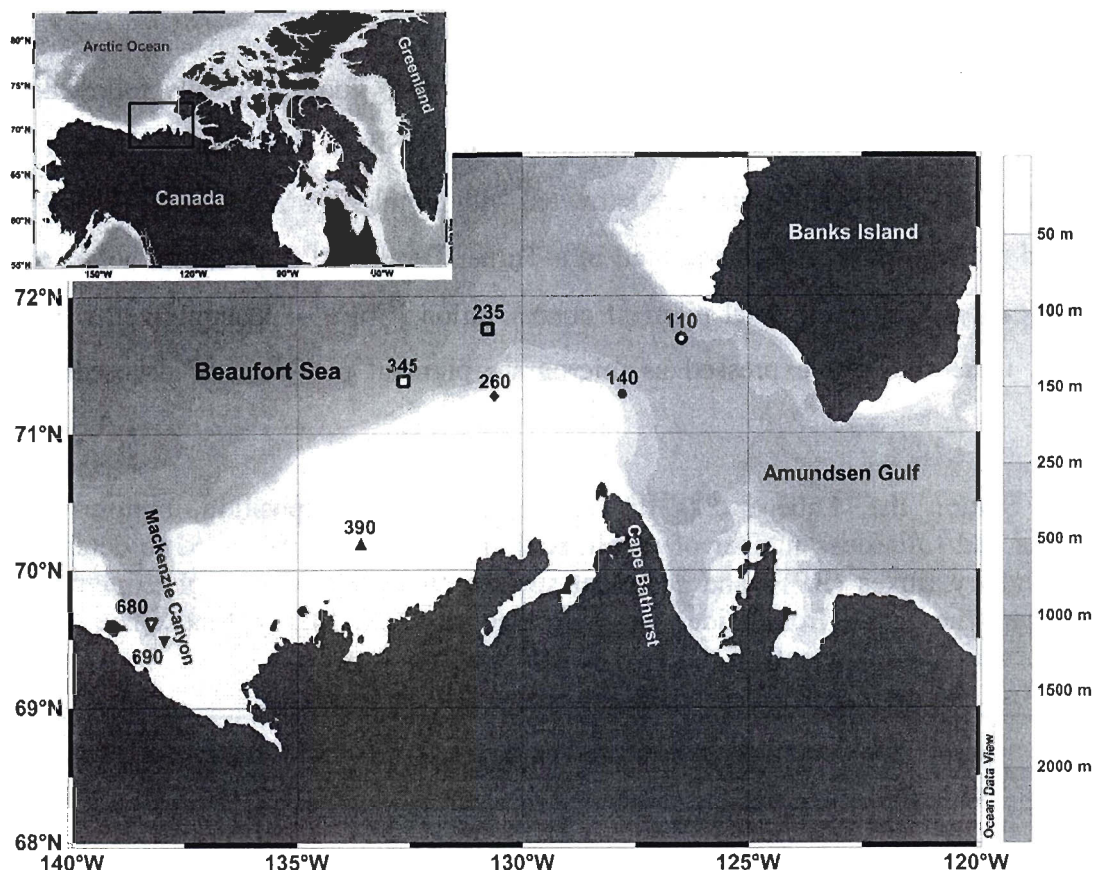 80°N
Arctic Ocean
Greenland
75°N
70°N
65°N
Canada
60°N
55°N
150°W
120°W
90°W
60°W
Banks Island
50 m
100 m
150 m
250 m
500 m
1000 m
1500 m
2000 m
72°N
235
110
Beaufort Sea
345
260
140
71°N
Amundsen Gulf
390
Mackenzie Canyon
Cape Bathurst
70°N
680
690
69°N
68°N
140°W
135°W
130°W
125°W
120°W
Ocean Data View